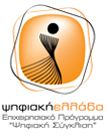 ψηφιακήελλάδα
Επιχειρησιακό Πρόγραμμα
"Ψηφιακή Σύγκλιση"